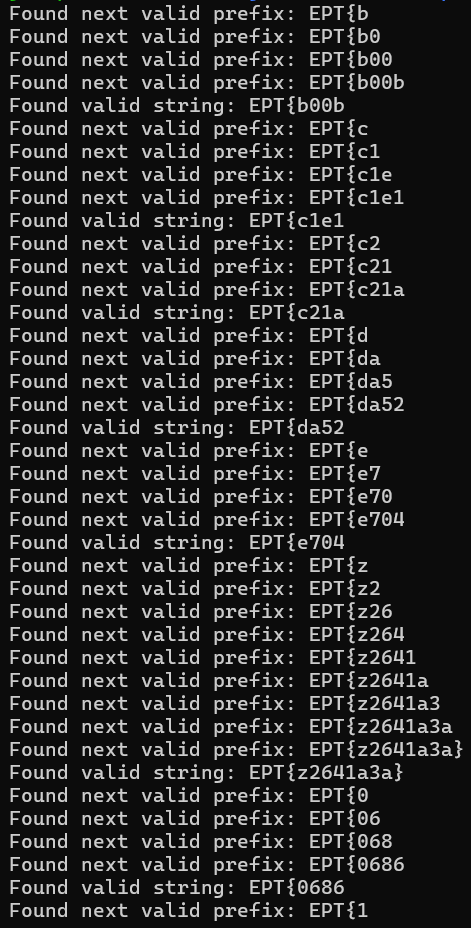 Found next valid prefix: EPT{b
Found next valid prefix: EPT{b0
Found next valid prefix: EPT{b00
Found next valid prefix: EPT{b00b
Found valid string: EPT{b00b
Found next valid prefix: EPT{c
Found next valid prefix: EPT{c1
Found next valid prefix: EPT{c1e
Found next valid prefix: EPT{c1e1
Found valid string: EPT{c1e1
Found next valid prefix: EPT{c2
Found next valid prefix: EPT{c21
Found next valid prefix: EPT{c21a
Found valid string: EPT{c21a
Found next valid prefix: EPT{d
Found next valid prefix: EPT{da
Found next valid prefix: EPT{da5
Found next valid prefix: EPT{da52
Found valid string: EPT{da52
Found next valid prefix: EPT{e
Found next valid prefix: EPT{e7
Found next valid prefix: EPT{e70
Found next valid prefix: EPT{e704
Found valid string: EPT{e704
Found next valid prefix: EPT{z
Found next valid prefix: EPT{z2
Found next valid prefix: EPT{z26
Found next valid prefix: EPT{z264
Found next valid prefix: EPT{z2641
Found next valid prefix: EPT{z2641a
Found next valid prefix: EPT{z2641a3
Found next valid prefix: EPT{z2641a3a
Found next valid prefix: EPT{z2641a3a}
Found valid string: EPT{z2641a3a}
Found next valid prefix: EPT{0
Found next valid prefix: EPT{06
Found next valid prefix: EPT{068
Found next valid prefix: EPT{0686
Found valid string: EPT{0686
Found next valid prefix: EPT{1